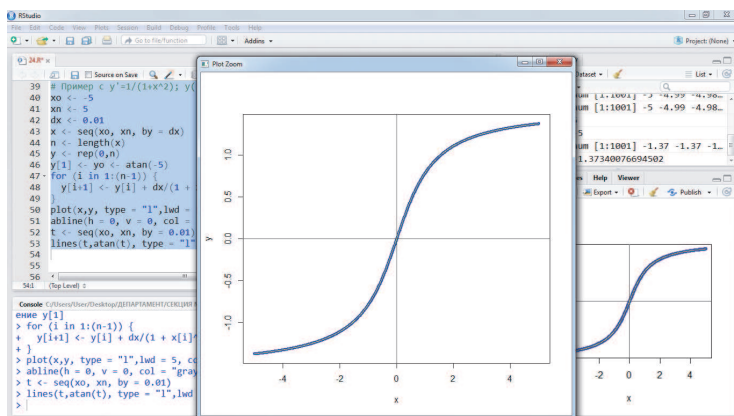 RStudio
File Edit Code View Plots Session Build Debug Profile Tools Help
Go to file/function Addins Project: (None)
24.R*
Source on Save
39 # Пример с y'=1/(1+x^2); y(
40 xo <- -5
41 xn <- 5
42 dx <- 0.01
43 x <- seq(xo, xn, by = dx)
44 n <- length(x)
45 y <- rep(0,n)
46 y[1] <- yo <- atan(-5)
47 for (i in 1:(n-1)) {
48 y[i+1] <- y[i] + dx/(1 +
49 }
50 plot(x,y, type = "l",lwd =
51 abline(h = 0, v = 0, col =
52 t <- seq(xo, xn, by = 0.01)
53 lines(t,atan(t), type = "l"
54
55
56
54:1 (Top Level)
Console C:/Users/User/Desktop/ДЕПАРТАМЕНТ/СЕКЦИЯ
ение y[1]
> for (i in 1:(n-1)) {
+ y[i+1] <- y[i] + dx/(1 + x[i]^
+ }
> plot(x,y, type = "l",lwd = 5, co
> abline(h = 0, v = 0, col = "gray
> t <- seq(xo, xn, by = 0.01)
> lines(t,atan(t), type = "l",lwd
>
Plot Zoom
1.0
0.5
0.0
-0.5
-1.0
y
-4 -2 0 2 4
x
Dataset List
um [1:1001] -5 -4.99 -4.98…
um [1:1001] -5 -4.99 -4.98…
5
um [1:1001] -1.37 -1.37 -1…
1.37340076694502
es Help Viewer
Export Publish
-2 0 2 4
x